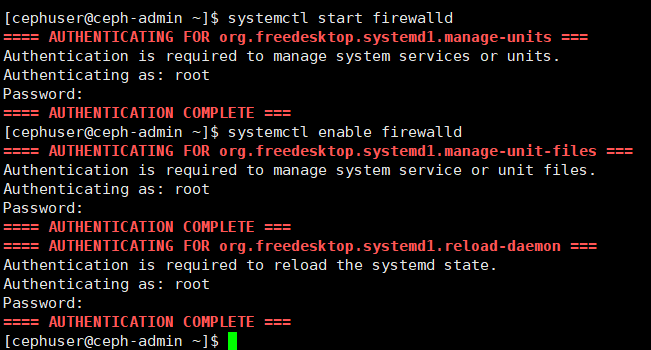 [cephuser@ceph-admin ~]$ systemctl start firewalld
==== AUTHENTICATING FOR org.freedesktop.systemd1.manage-units ===
Authentication is required to manage system services or units.
Authenticating as: root
Password:
==== AUTHENTICATION COMPLETE ===
[cephuser@ceph-admin ~]$ systemctl enable firewalld
==== AUTHENTICATING FOR org.freedesktop.systemd1.manage-unit-files ===
Authentication is required to manage system service or unit files.
Authenticating as: root
Password:
==== AUTHENTICATION COMPLETE ===
==== AUTHENTICATING FOR org.freedesktop.systemd1.reload-daemon ===
Authentication is required to reload the systemd state.
Authenticating as: root
Password:
==== AUTHENTICATION COMPLETE ===
[cephuser@ceph-admin ~]$